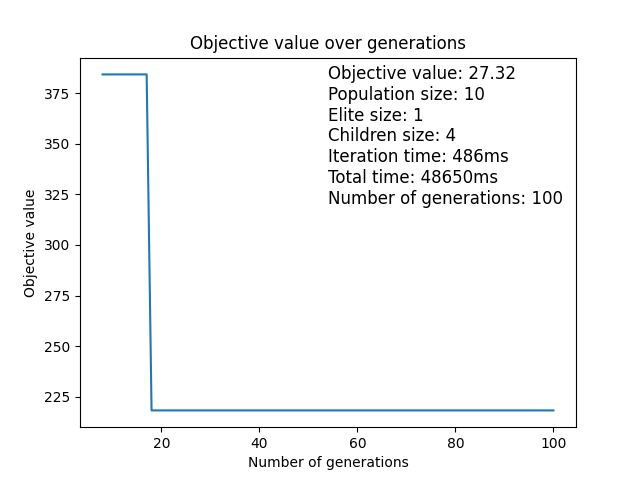 Objective value over generations
Objective value: 27.32
Population size: 10
Elite size: 1
Children size: 4
Iteration time: 486ms
Total time: 48650ms
Number of generations: 100
Objective value
375
350
325
300
275
250
225
20 40 60 80 100
Number of generations